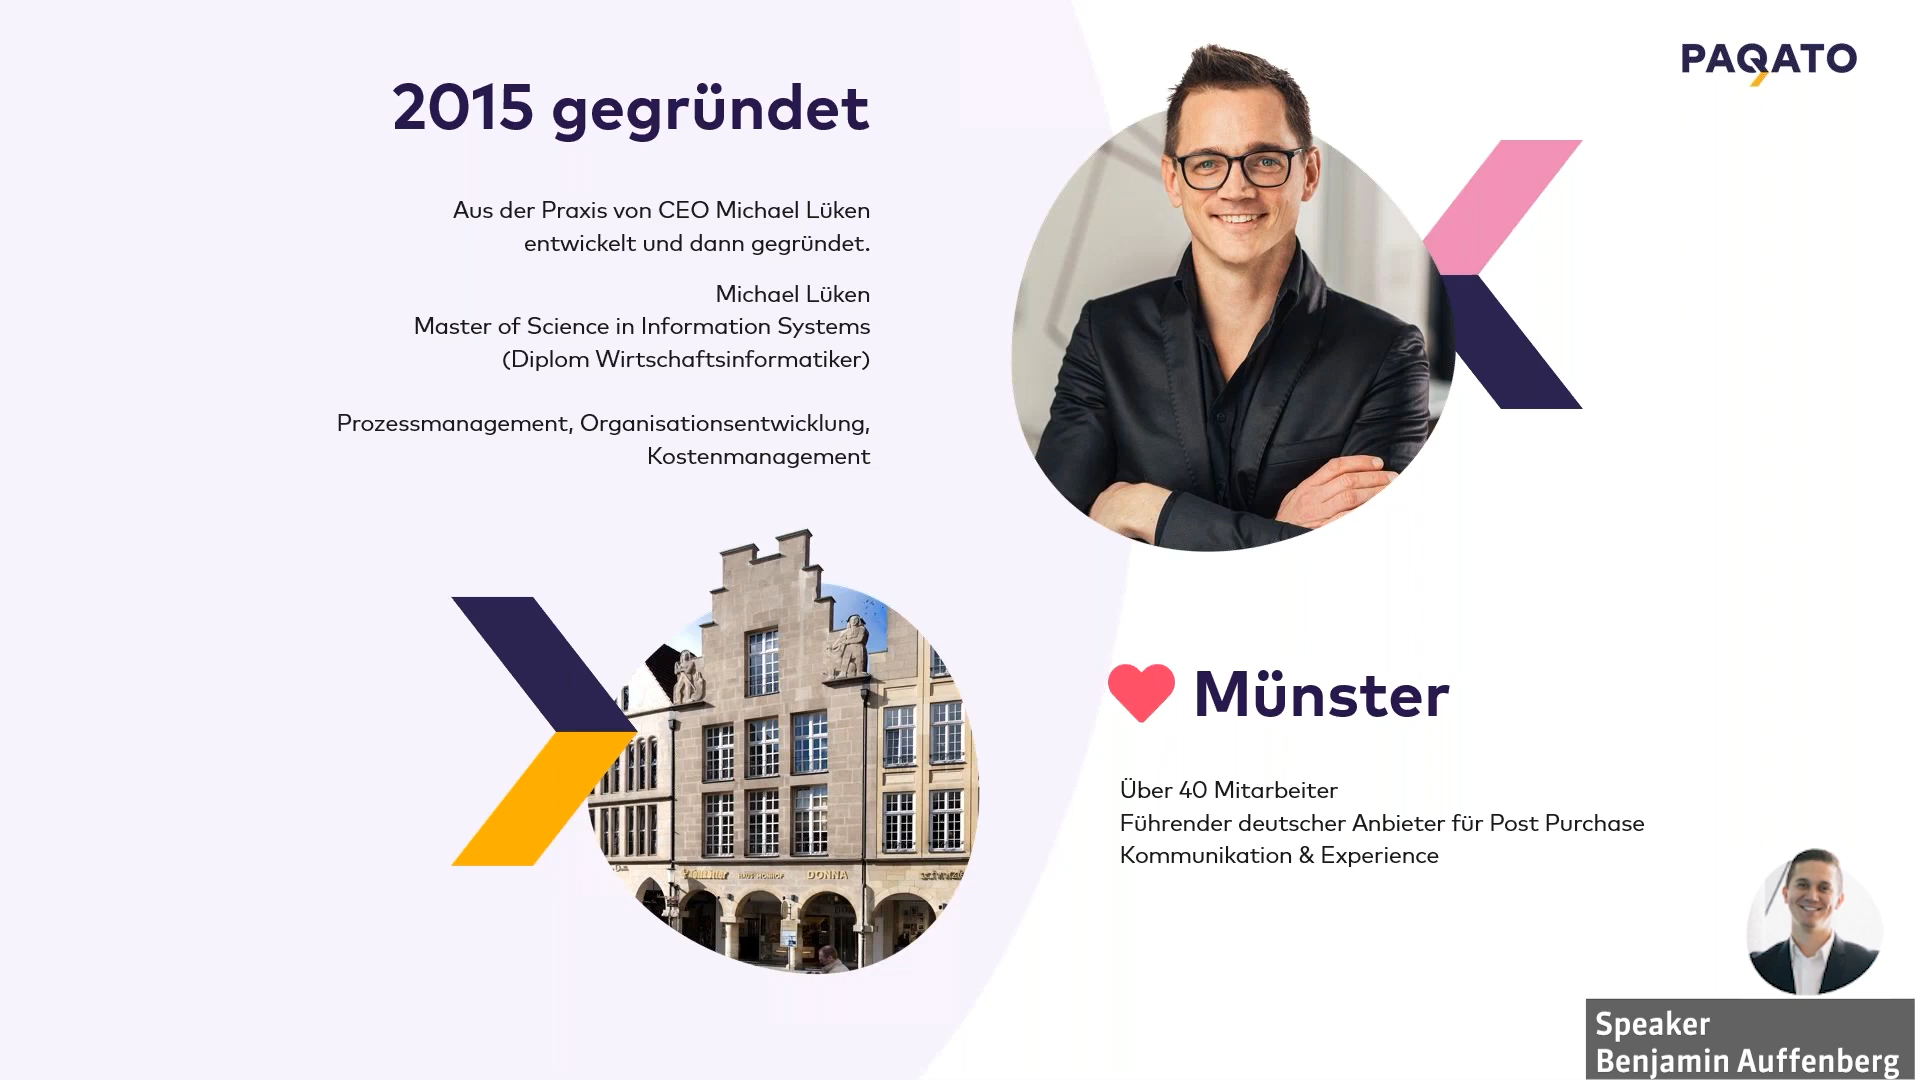 PAQATO
2015 gegründet
Aus der Praxis von CEO Michael Lüken
entwickelt und dann gegründet.
Michael Lüken
Master of Science in Information Systems
(Diplom Wirtschaftsinformatiker)
Prozessmanagement, Organisationsentwicklung,
Kostenmanagement
DONNA
Münster
Über 40 Mitarbeiter
Führender deutscher Anbieter für Post Purchase
Kommunikation & Experience
Speaker
Benjamin Auffenberg